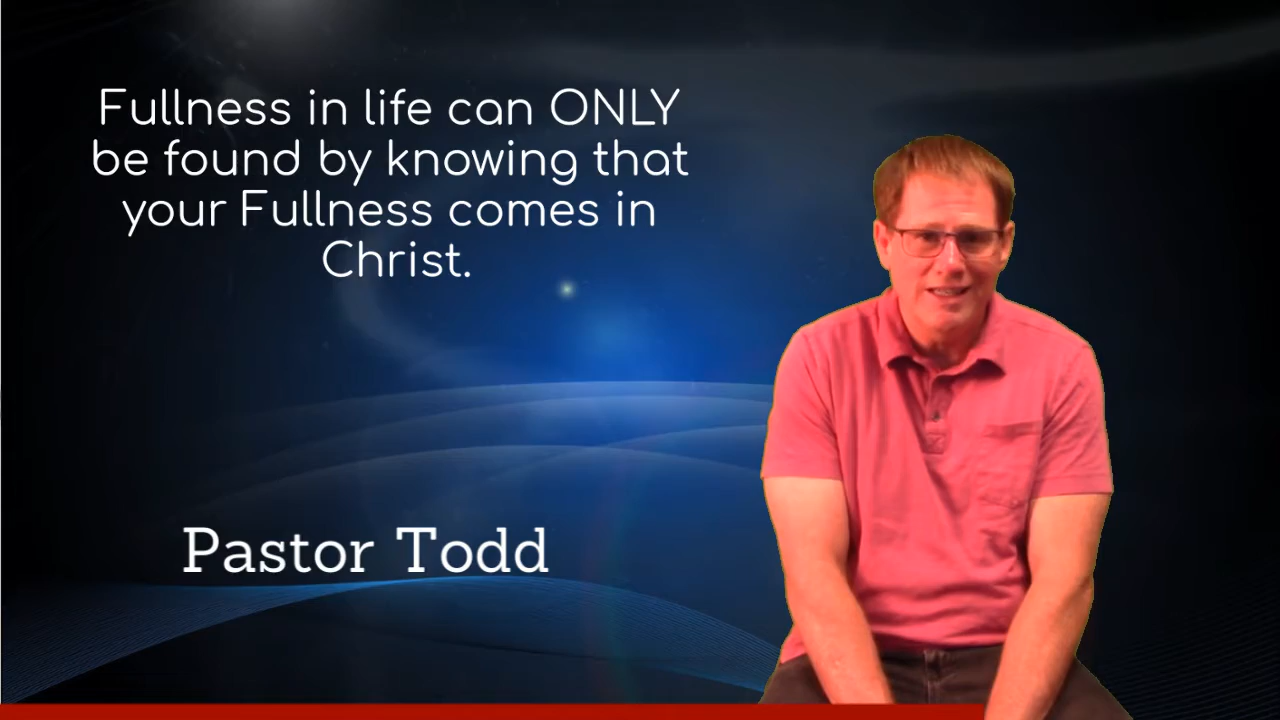 Fullness in life can ONLY
be found by knowing that
your Fullness comes in
Christ.
Pastor Todd